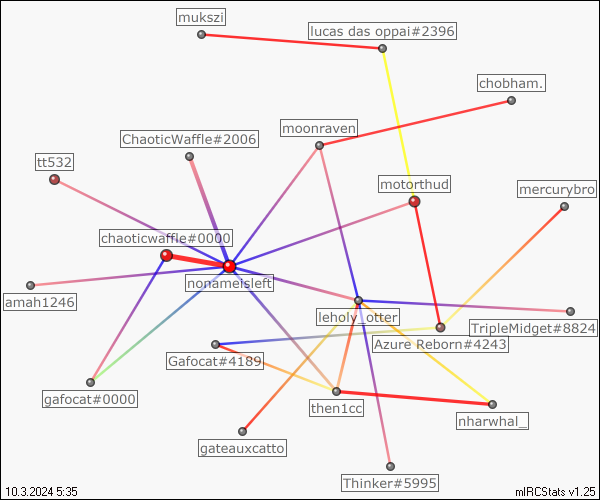 mukszi
lucas das oppai#2396
chobham.
moonraven
ChaoticWaffle#2006
tt532
motorthud
mercurybro
chaoticwaffle#0000
nonameisleft
amah1246
leholy_otter
TripleMidget#8824
Azure Reborn#4243
Gafocat#4189
gafocat#0000
then1cc
nharwhal_
gateauxcatto
Thinker#5995
10.3.2024 5:35
mIRCStats v1.25